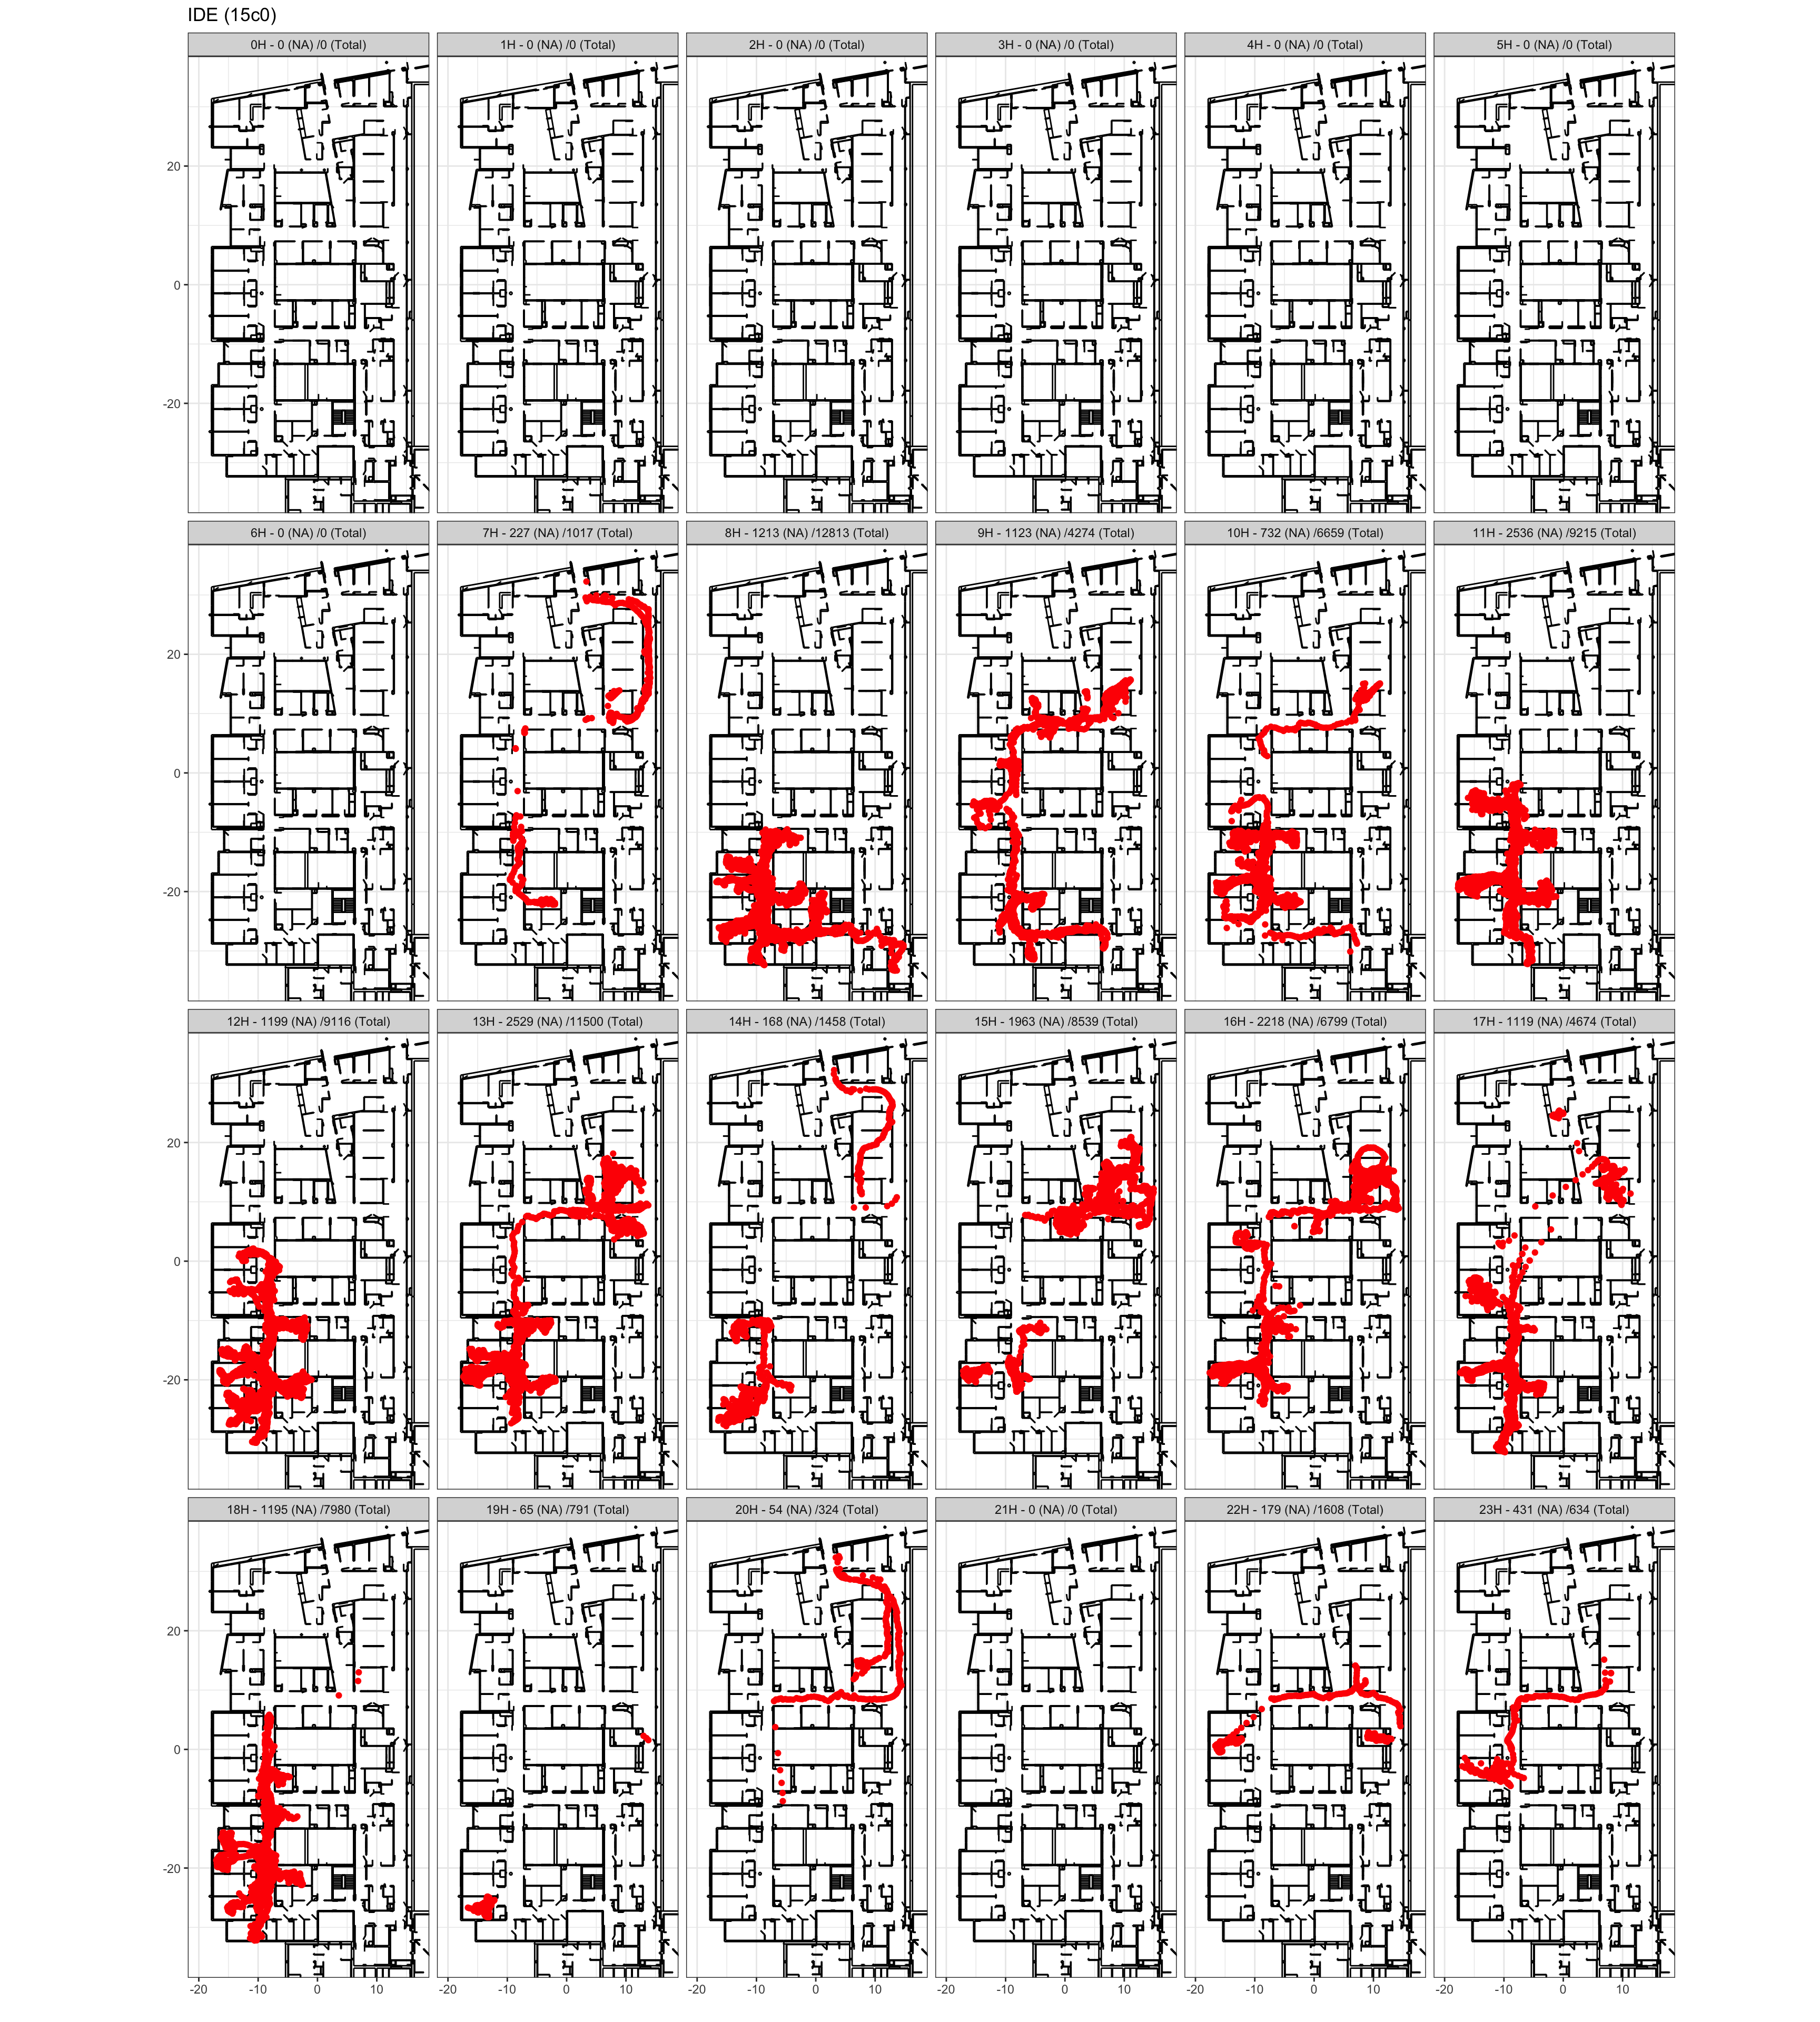 IDE (15c0)
0H - 0 (NA) /0 (Total) 1H - 0 (NA) /0 (Total) 2H - 0 (NA) /0 (Total) 3H - 0 (NA) /0 (Total) 4H - 0 (NA) /0 (Total) 5H - 0 (NA) /0 (Total)
20
0
-20
6H - 0 (NA) /0 (Total) 7H - 227 (NA) /1017 (Total) 8H - 1213 (NA) /12813 (Total) 9H - 1123 (NA) /4274 (Total) 10H - 732 (NA) /6659 (Total) 11H - 2536 (NA) /9215 (Total)
20
0
-20
12H - 1199 (NA) /9116 (Total) 13H - 2529 (NA) /11500 (Total) 14H - 168 (NA) /1458 (Total) 15H - 1963 (NA) /8539 (Total) 16H - 2218 (NA) /6799 (Total) 17H - 1119 (NA) /4674 (Total)
20
0
-20
18H - 1195 (NA) /7980 (Total) 19H - 65 (NA) /791 (Total) 20H - 54 (NA) /324 (Total) 21H - 0 (NA) /0 (Total) 22H - 179 (NA) /1608 (Total) 23H - 431 (NA) /634 (Total)
20
0
-20
-20 -10 0 10 -20 -10 0 10 -20 -10 0 10 -20 -10 0 10 -20 -10 0 10 -20 -10 0 10